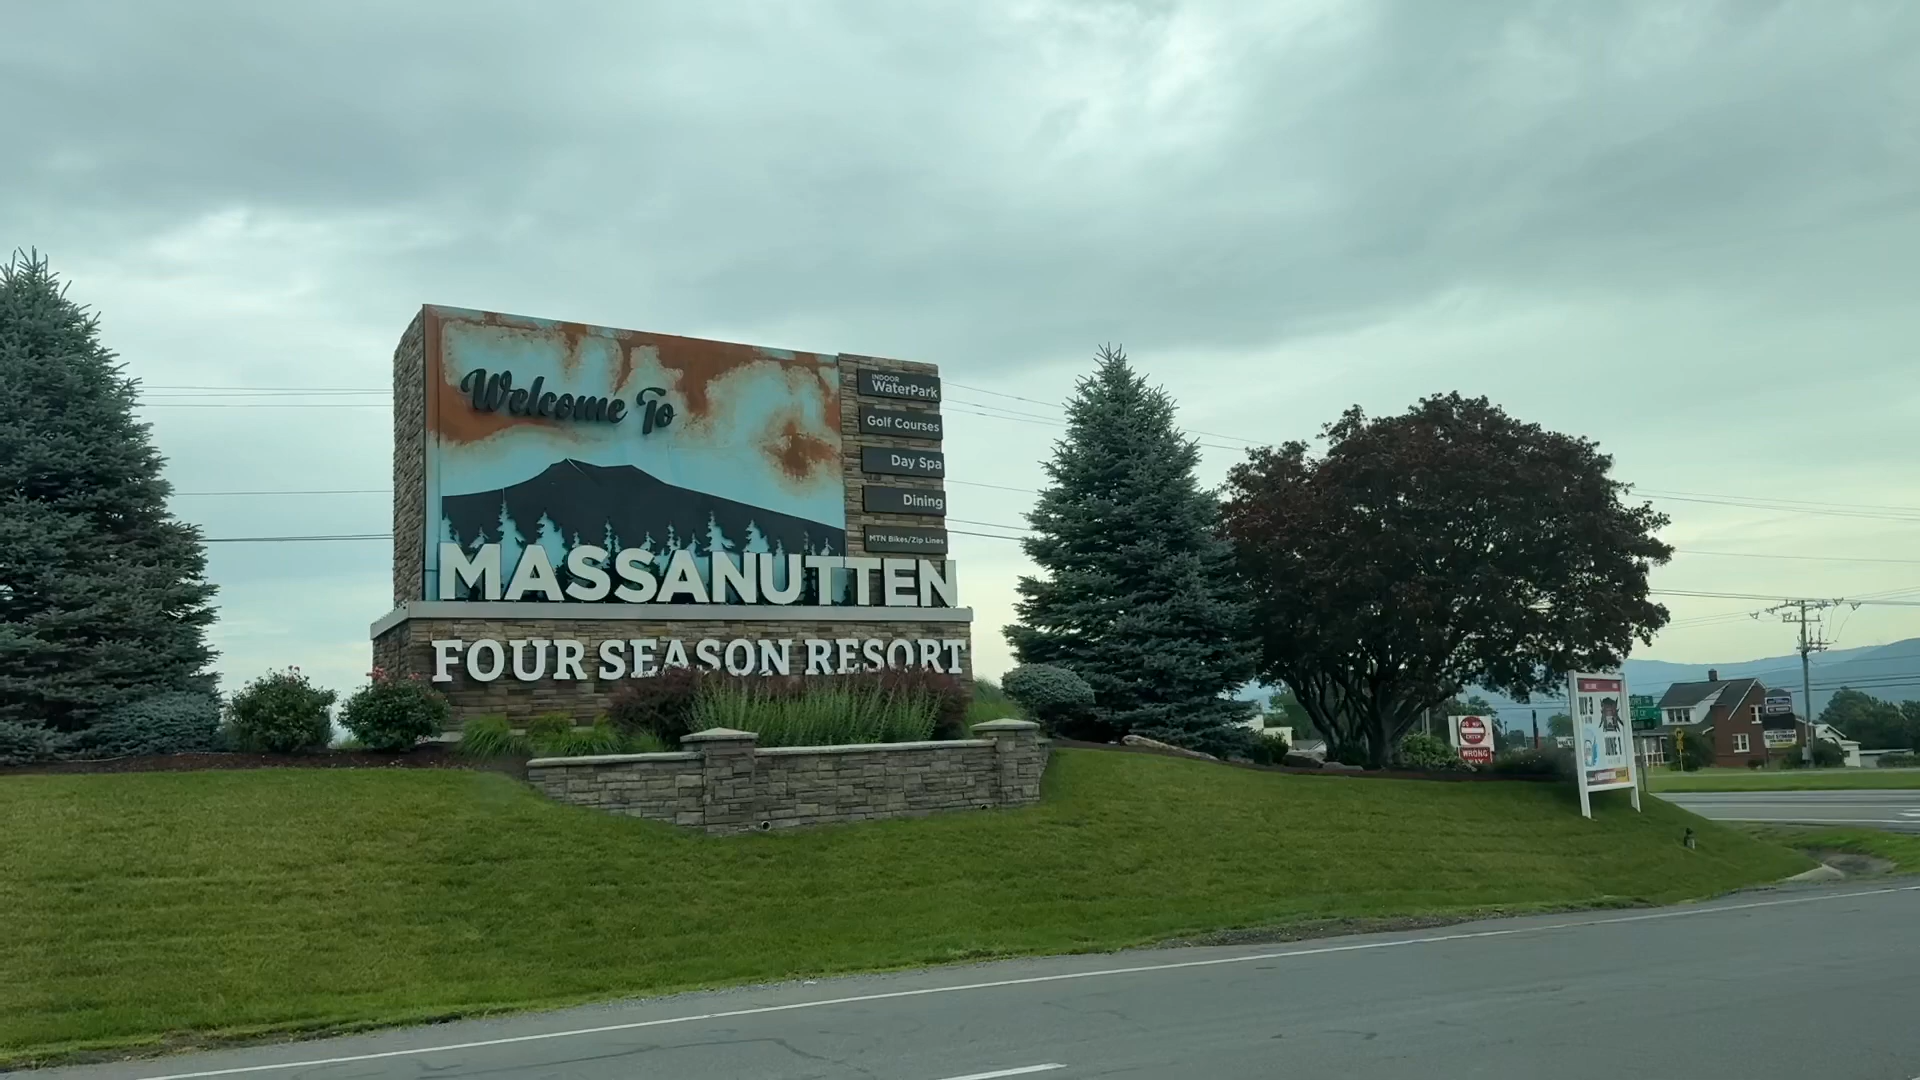 Welcome To
MASSANUTTEN
FOUR SEASON RESORT
INDOOR
WaterPark
Golf Courses
Day Spa
Dining
MTN Bikes/Zip Lines
DO NOT
ENTER
WRONG
WAY
JUNE